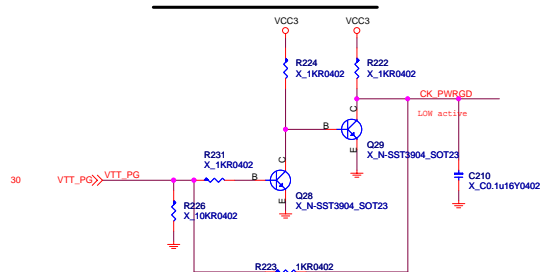 VCC3
VCC3
R224
X_1KR0402
R222
X_1KR0402
CK_PWRGD
LOW active
C
B
E
Q29
X_N-SST3904_SOT23
R231
X_1KR0402
C210
X_C0.1u16Y0402
30
VTT_PG
VTT_PG
B
C
E
Q28
X_N-SST3904_SOT23
R226
X_10KR0402
R223
1KR0402